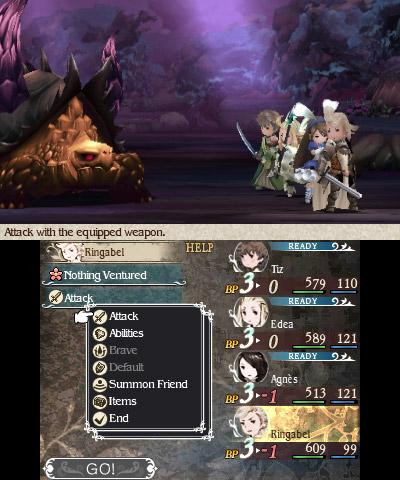 Attack with the equipped weapon.
Ringabel
HELP
Nothing Ventured
Attack
Attack
Abilities
Brave
Default
Summon Friend
Items
End
GO!
READY
Tiz
BP 3 0 579 110
READY
Edea
BP 3 0 589 121
READY
Agnès
BP 3 -1 513 121
Ringabel
BP 3 -1 609 99